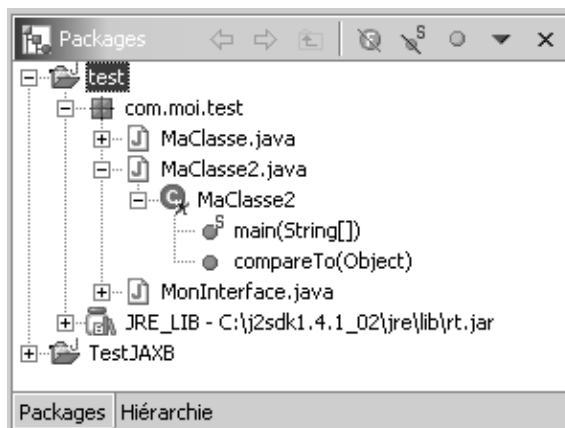 Packages
test
com.moi.test
MaClasse.java
MaClasse2.java
MaClasse2
main(String[])
compareTo(Object)
MonInterface.java
JRE_LIB - C:\j2sdk1.4.1_02\jre\lib\rt.jar
TestJAXB
Packages Hiérarchie